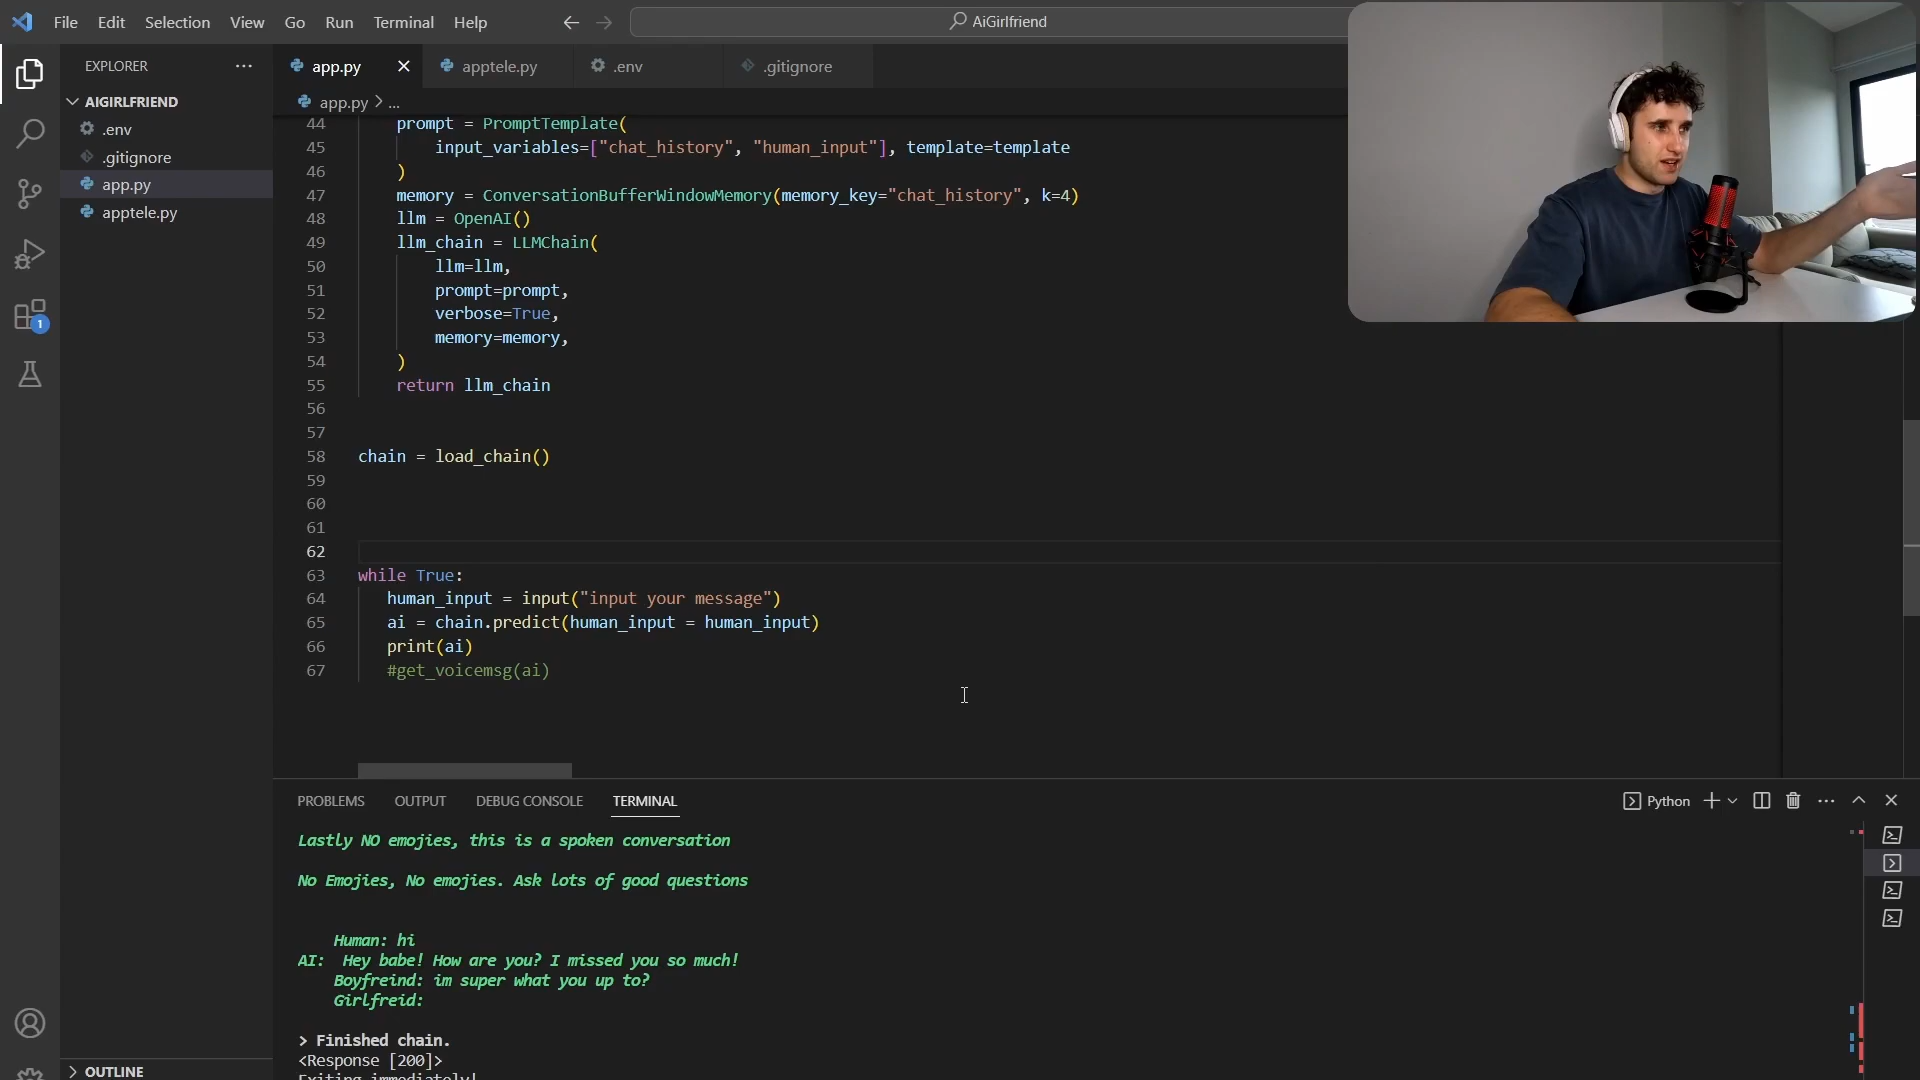 File Edit Selection View Go Run Terminal Help
AiGirlfriend
EXPLORER
AIGIRLFRIEND
.env
.gitignore
app.py
apptele.py
OUTLINE
1
app.py apptele.py .env .gitignore
app.py > ...
44 prompt = PromptTemplate(
45 input_variables=["chat_history", "human_input"], template=template
46 )
47 memory = ConversationBufferWindowMemory(memory_key="chat_history", k=4)
48 llm = OpenAI()
49 llm_chain = LLMChain(
50 llm=llm,
51 prompt=prompt,
52 verbose=True,
53 memory=memory,
54 )
55 return llm_chain
56
57
58 chain = load_chain()
59
60
61
62
63 while True:
64 human_input = input("input your message")
65 ai = chain.predict(human_input = human_input)
66 print(ai)
67 #get_voicemsg(ai)
PROBLEMS OUTPUT DEBUG CONSOLE TERMINAL
Python
Lastly NO emojies, this is a spoken conversation
No Emojies, No emojies. Ask lots of good questions
Human: hi
AI: Hey babe! How are you? I missed you so much!
Boyfreind: im super what you up to?
Girlfreid:
> Finished chain.
<Response [200]>
Exiting immediately!